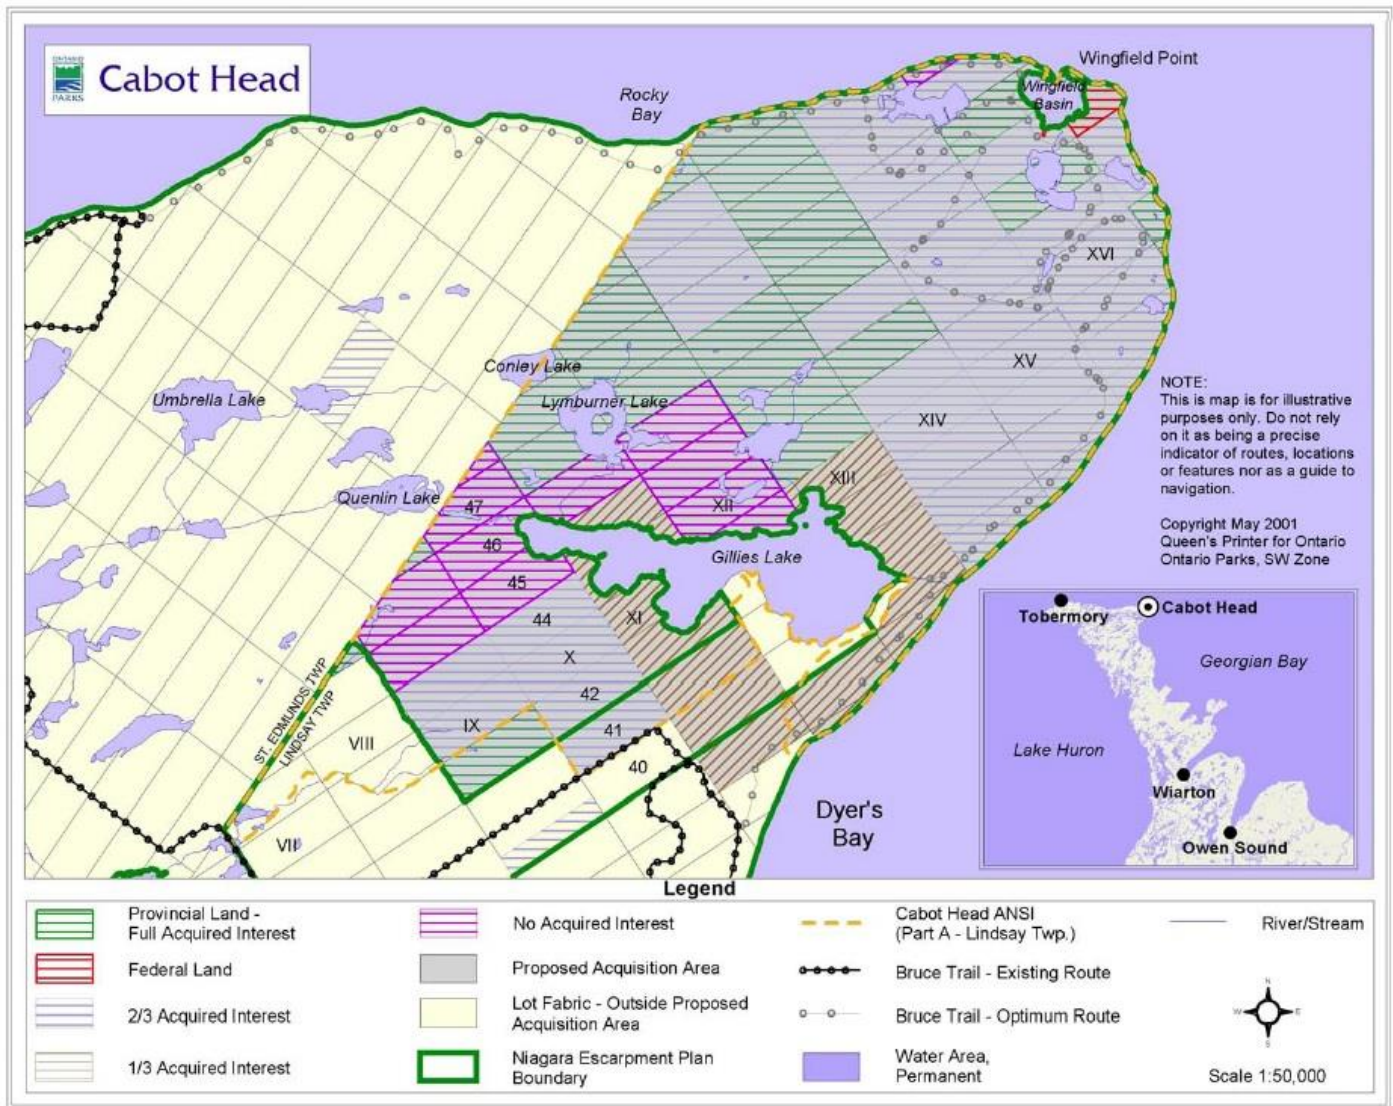 ONTARIO
PARKS
Cabot Head
Wingfield Point
Rocky
Bay
Wingfield
Basin
XVI
Conley Lake
XV
NOTE:
This is map is for illustrative
purposes only. Do not rely
on it as being a precise
indicator of routes, locations
or features nor as a guide to
navigation.
Copyright May 2001
Queen's Printer for Ontario
Ontario Parks, SW Zone
Umbrella Lake
Lymburner Lake
XIV
XIII
Quenlin Lake
47
XII
46
Gillies Lake
45
44
XI
X
42
ST. EDMUNDS TWP
LINDSAY TWP
IX
41
VIII
40
VII
Dyer's
Bay
Tobermory
Cabot Head
Georgian Bay
Lake Huron
Wiarton
Owen Sound
Legend
Provincial Land -
Full Acquired Interest
Federal Land
2/3 Acquired Interest
1/3 Acquired Interest
No Acquired Interest
Proposed Acquisition Area
Lot Fabric - Outside Proposed
Acquisition Area
Niagara Escarpment Plan
Boundary
Cabot Head ANSI
(Part A - Lindsay Twp.)
Bruce Trail - Existing Route
Bruce Trail - Optimum Route
Water Area,
Permanent
River/Stream
N
W E
S
Scale 1:50,000